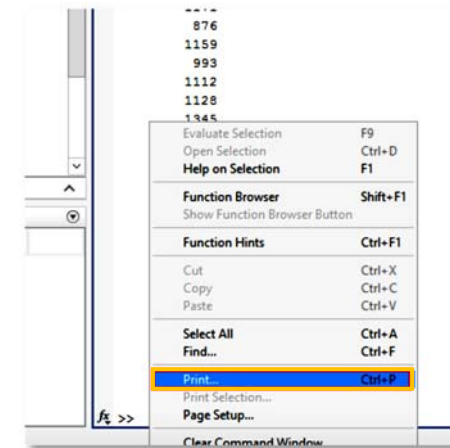 876
1159
993
1112
1128
1345
Evaluate Selection F9
Open Selection Ctrl+D
Help on Selection F1
Function Browser Shift+F1
Show Function Browser Button
Function Hints Ctrl+F1
Cut Ctrl+X
Copy Ctrl+C
Paste Ctrl+V
Select All Ctrl+A
Find... Ctrl+F
Print... Ctrl+P
Print Selection...
fx >> Page Setup...
Clear Command Window